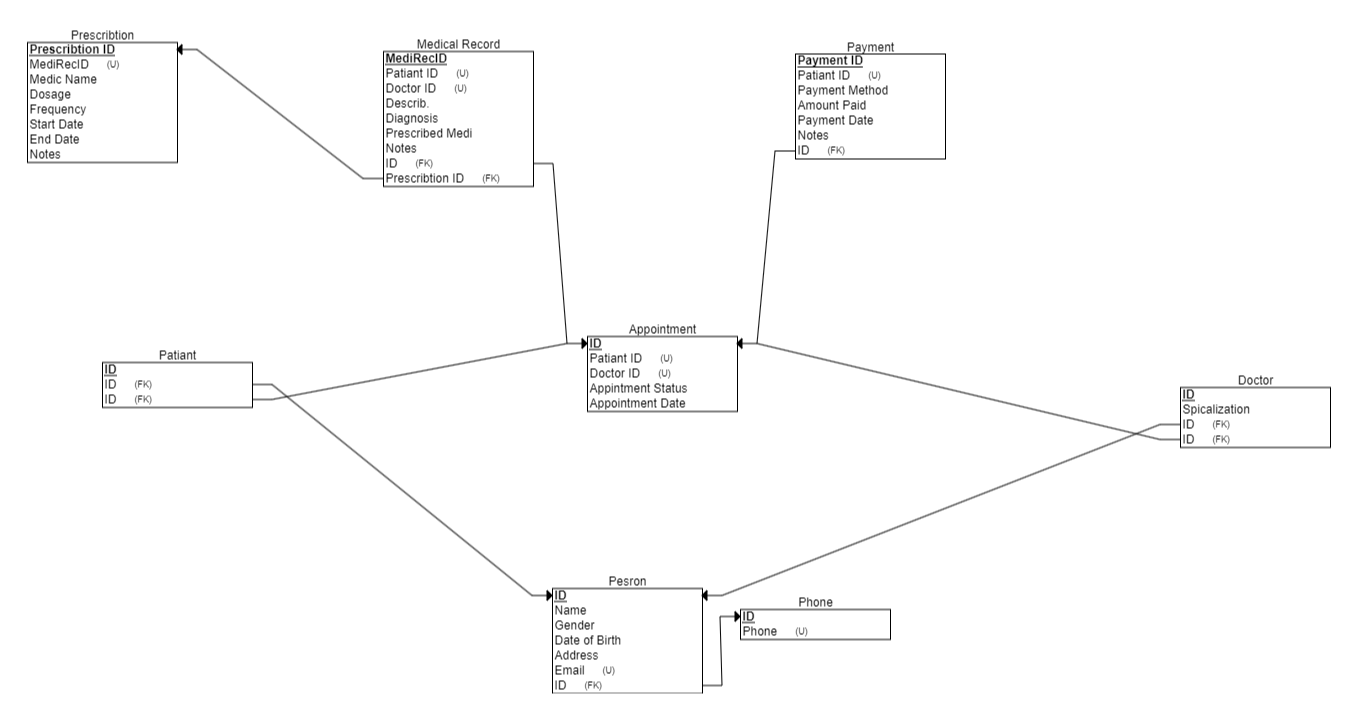 Prescribtion
Prescribtion ID
MediRecID (U)
Medic Name
Dosage
Frequency
Start Date
End Date
Notes
Medical Record
MediRecID
Patiant ID (U)
Doctor ID (U)
Describ.
Diagnosis
Prescribed Medi
Notes
ID (FK)
Prescribtion ID (FK)
Payment
Payment ID
Patiant ID (U)
Payment Method
Amount Paid
Payment Date
Notes
ID (FK)
Appointment
ID
Patiant ID (U)
Doctor ID (U)
Appintment Status
Appointment Date
Patiant
ID
ID (FK)
ID (FK)
Doctor
ID
Spicalization
ID (FK)
ID (FK)
Pesron
ID
Name
Gender
Date of Birth
Address
Email (U)
ID (FK)
Phone
ID
Phone (U)